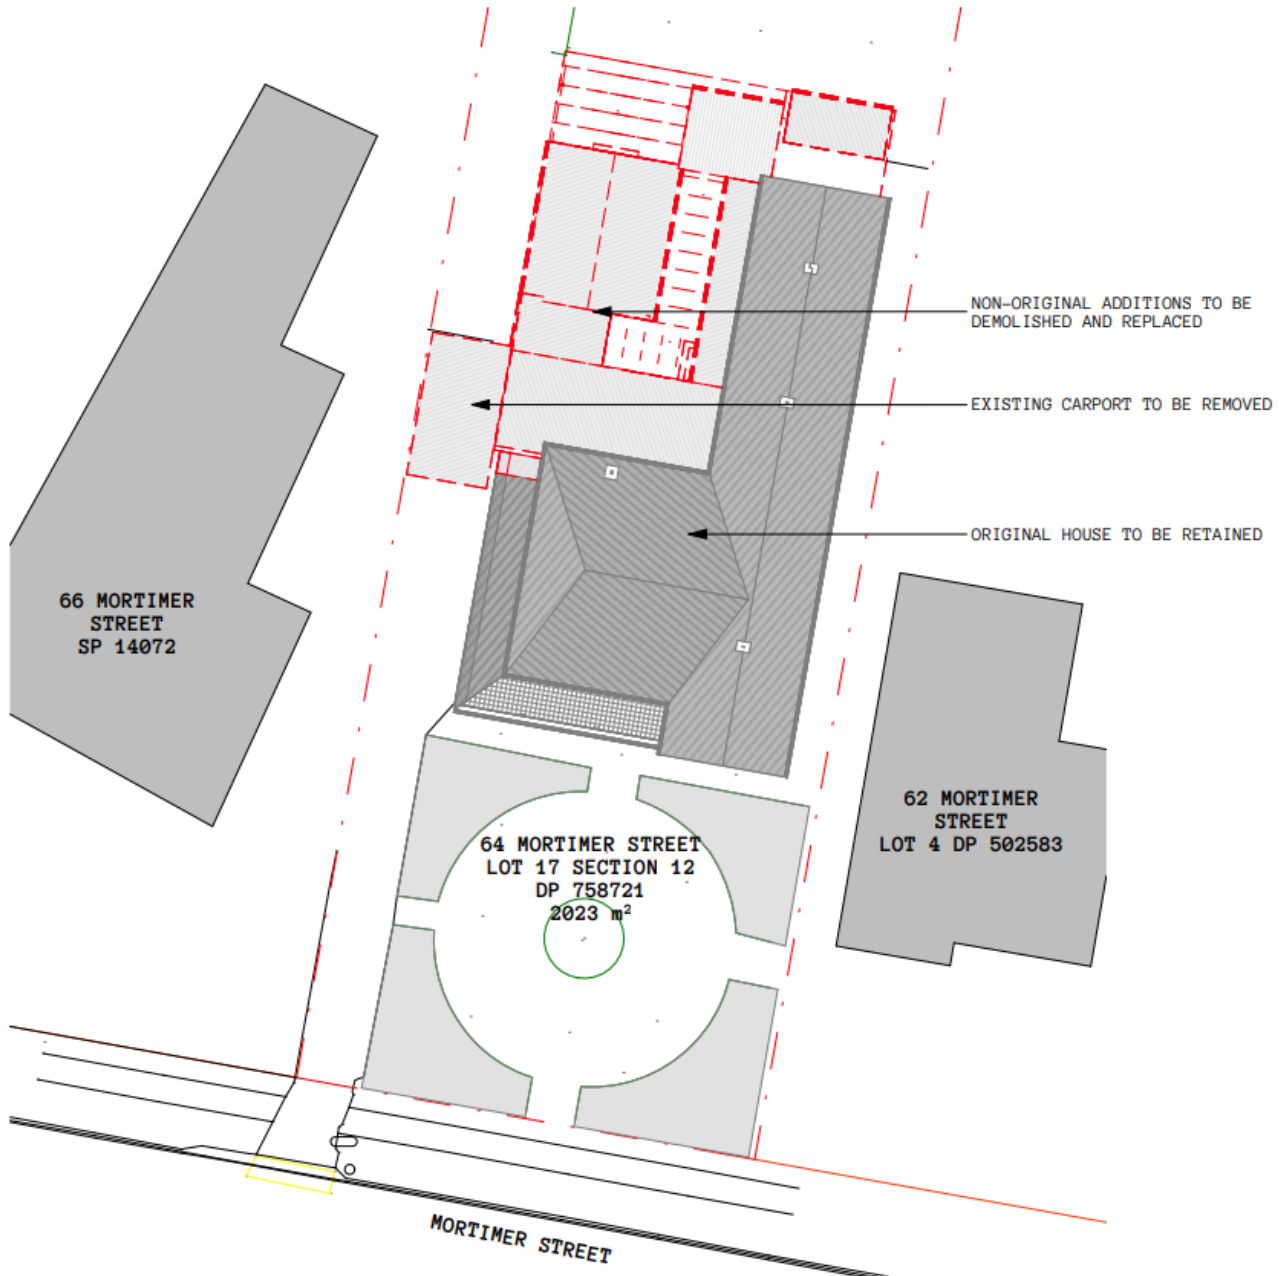 NON-ORIGINAL ADDITIONS TO BE
DEMOLISHED AND REPLACED
EXISTING CARPORT TO BE REMOVED
ORIGINAL HOUSE TO BE RETAINED
66 MORTIMER
STREET
SP 14072
62 MORTIMER
STREET
LOT 4 DP 502583
64 MORTIMER STREET
LOT 17 SECTION 12
DP 758721
2023 m²
MORTIMER STREET